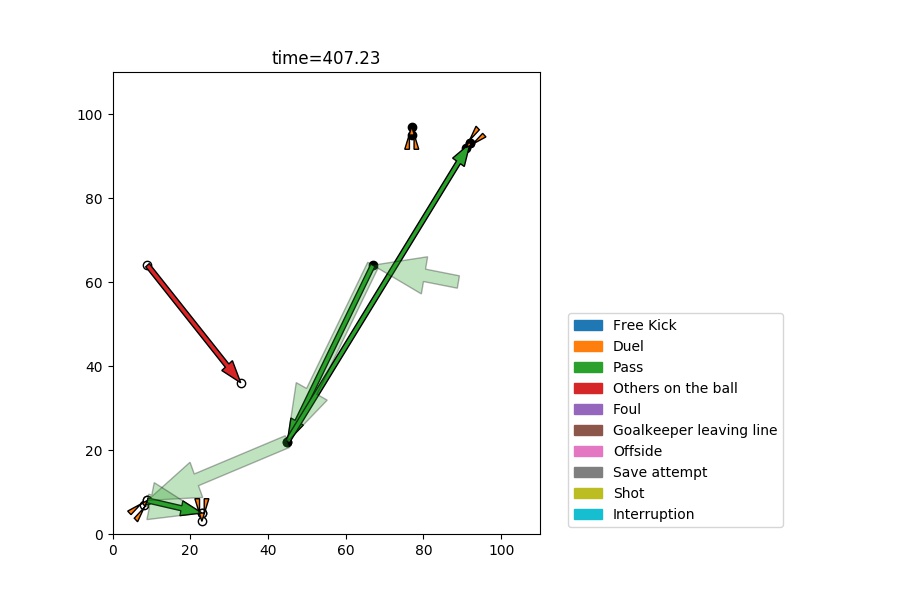 time=407.23
100
80
60
40
20
0
0 20 40 60 80 100
Free Kick
Duel
Pass
Others on the ball
Foul
Goalkeeper leaving line
Offside
Save attempt
Shot
Interruption